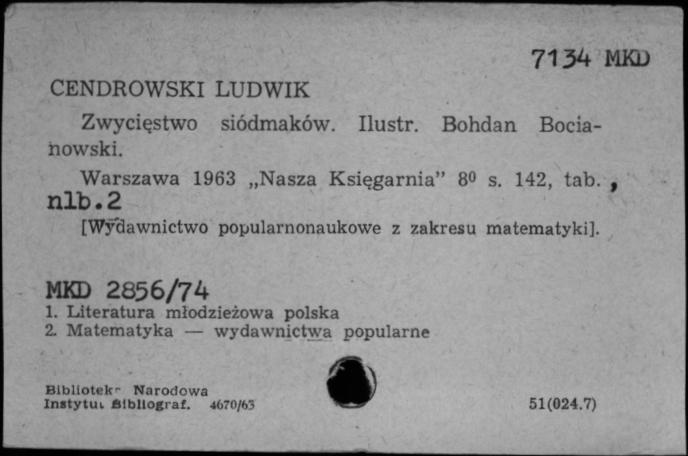 7134 MKD
CENDROWSKI LUDWIK
Zwycięstwo siódmaków. Ilustr. Bohdan Bocia-
nowski.
Warszawa 1963 „Nasza Księgarnia” 8⁰ s. 142, tab. ,
nlb.2
[Wydawnictwo popularnonaukowe z zakresu matematyki].
MKD 2856/74
1. Literatura młodzieżowa polska
2. Matematyka — wydawnictwa popularne
Biblioteka Narodowa
Instytut Bibliograf. 4670/63
51(024.7)